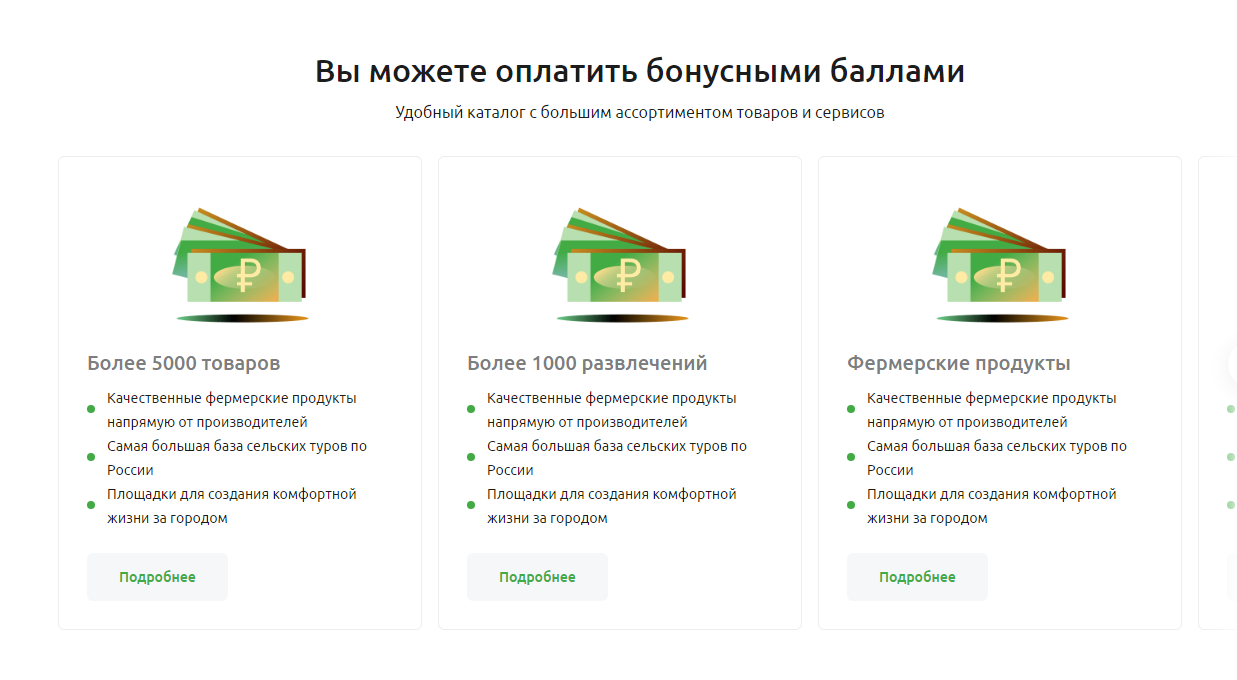 Вы можете оплатить бонусными баллами
Удобный каталог с большим ассортиментом товаров и сервисов
₽
Более 5000 товаров
Качественные фермерские продукты
напрямую от производителей
Самая большая база сельских туров по
России
Площадки для создания комфортной
жизни за городом
Подробнее
₽
Более 1000 развлечений
Качественные фермерские продукты
напрямую от производителей
Самая большая база сельских туров по
России
Площадки для создания комфортной
жизни за городом
Подробнее
₽
Фермерские продукты
Качественные фермерские продукты
напрямую от производителей
Самая большая база сельских туров по
России
Площадки для создания комфортной
жизни за городом
Подробнее